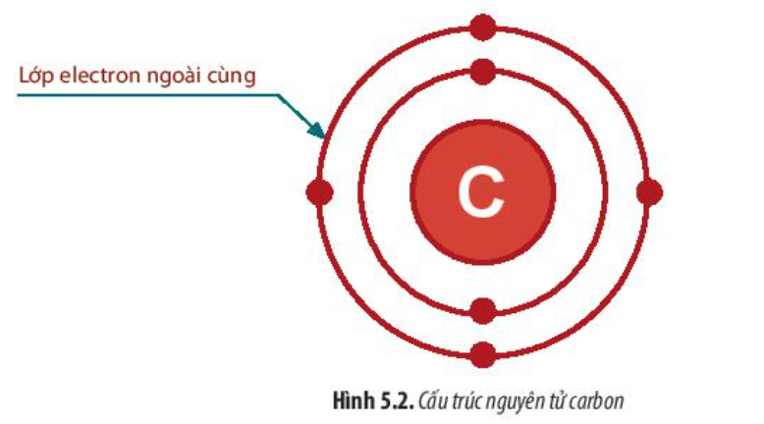 Lớp electron ngoài cùng
C
Hình 5.2. Cấu trúc nguyên tử carbon